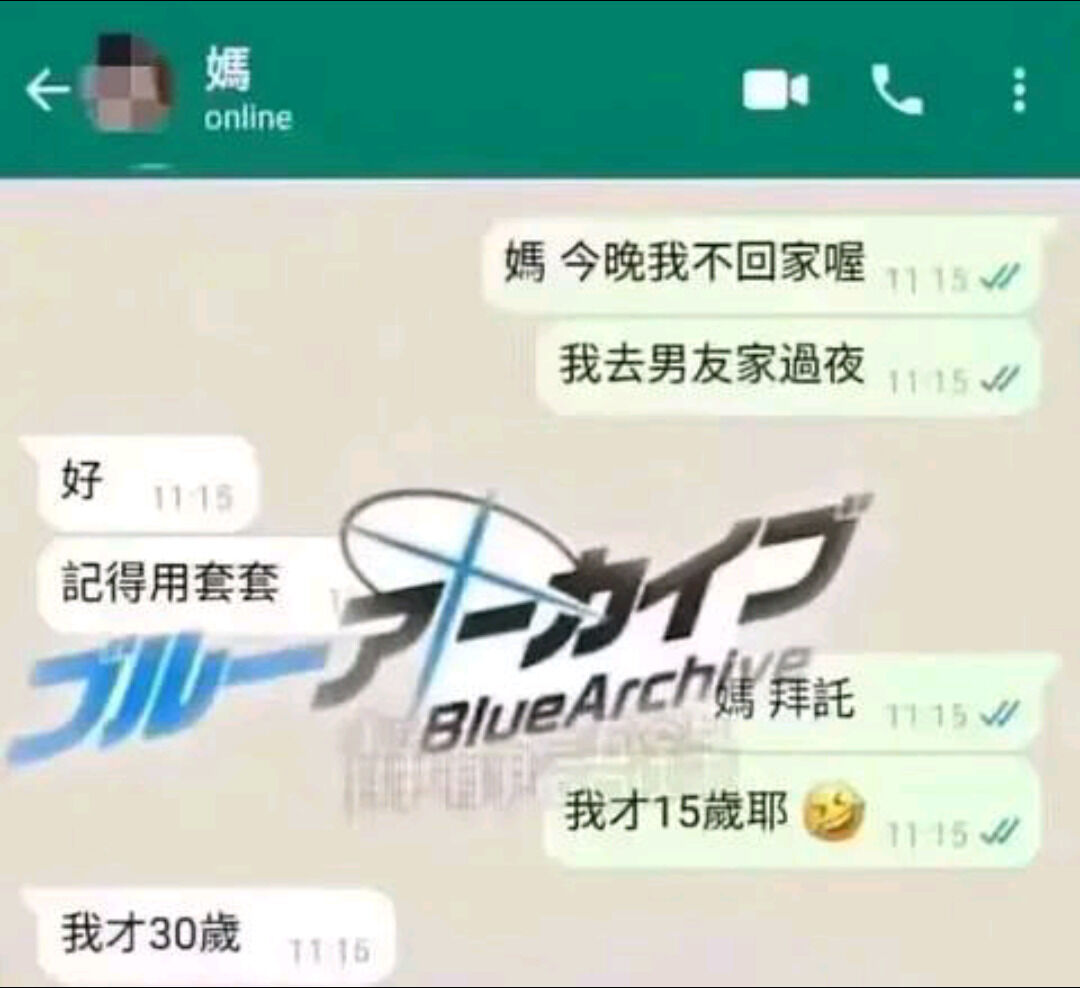 媽
online
媽 今晚我不回家喔 11:15
我去男友家過夜 11:15
好 11:15
記得用套套
ブルーアーカイブ
BlueArchive
媽 拜託 11:15
我才15歲耶🤣 11:15
我才30歲 11:15